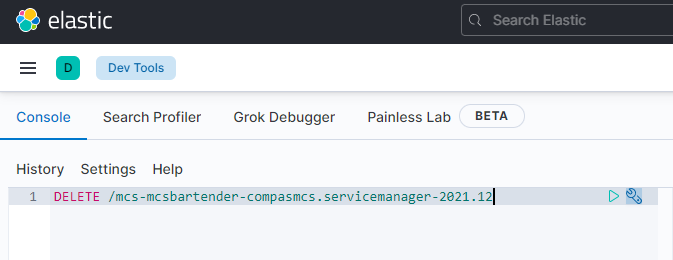 elastic
Search Elastic
D
Dev Tools
Console
Search Profiler
Grok Debugger
Painless Lab
BETA
History
Settings
Help
1 DELETE /mcs-mcsbartender-compasmcs.servicemanager-2021.12